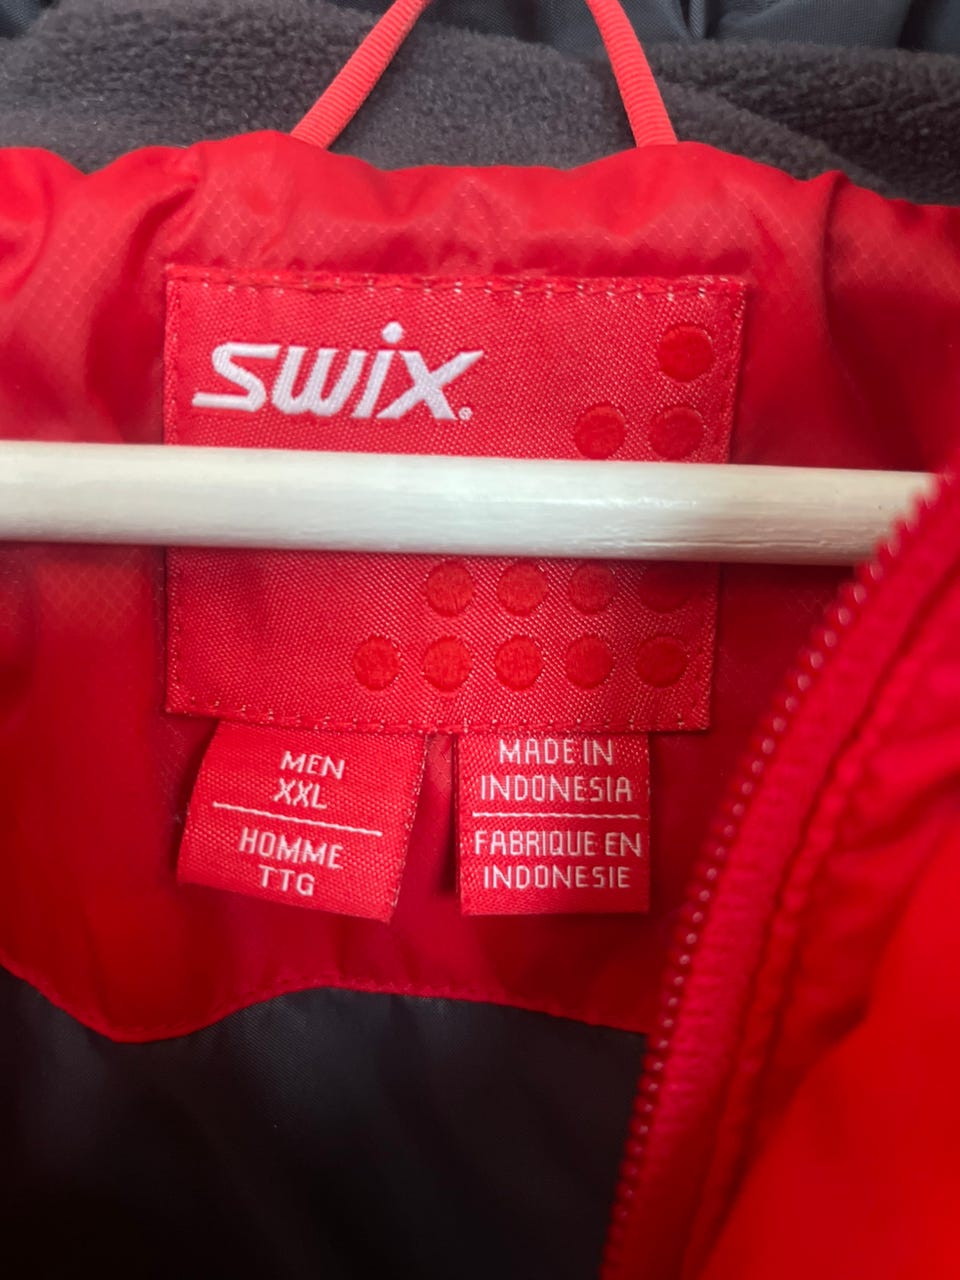 SWIX
MEN
XXL
HOMME
TTG
MADE IN
INDONESIA
FABRIQUE EN
INDONESIE